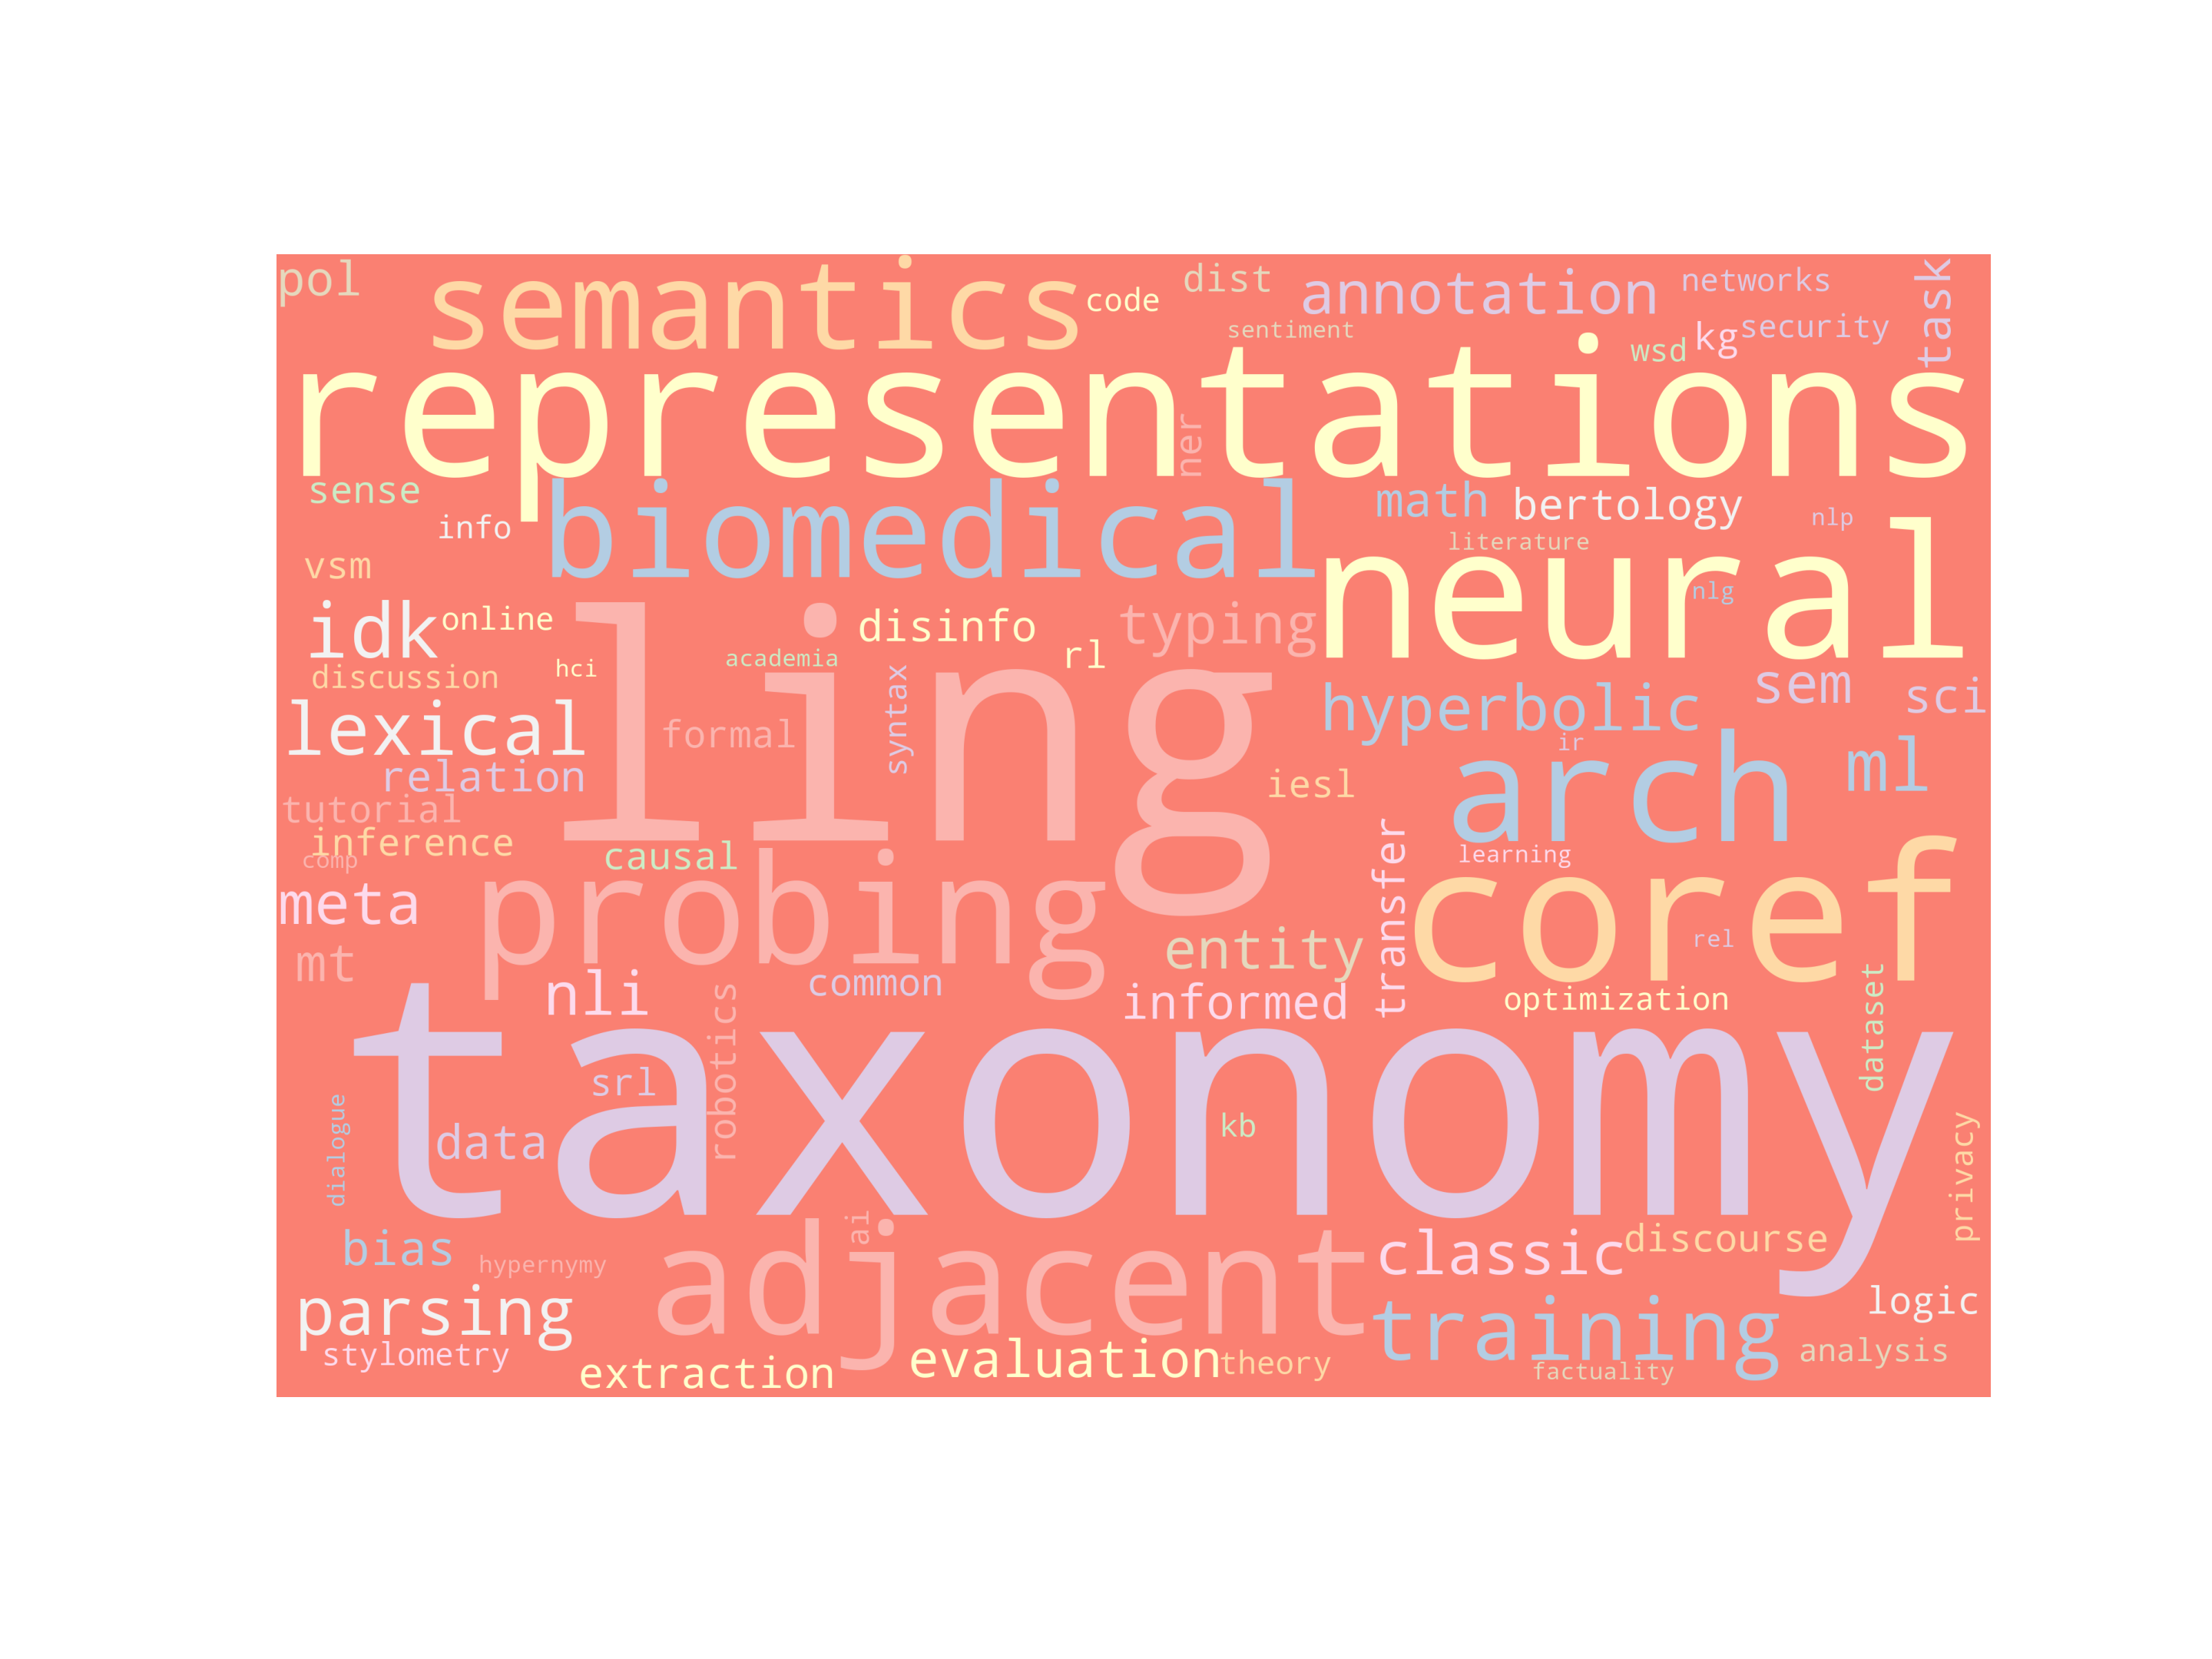 pol
semantics
code
dist
annotation
networks
task
sentiment
wsd
kg
security
representations
ner
sense
info
biomedical
math
bertology
nlp
literature
vsm
neural
nlg
idk
online
disinfo
typing
rl
discussion
hci
academia
ling
syntax
hyperbolic
sem
sci
lexical
formal
ir
relation
iesl
arch
ml
tutorial
inference
comp
causal
transfer
learning
meta
probing
coref
mt
entity
rel
nli
common
informed
optimization
dataset
robotics
taxonomy
srl
data
kb
dialogue
privacy
bias
hypernymy
ai
adjacent
classic
discourse
parsing
training
logic
stylometry
extraction
evaluation
theory
factuality
analysis